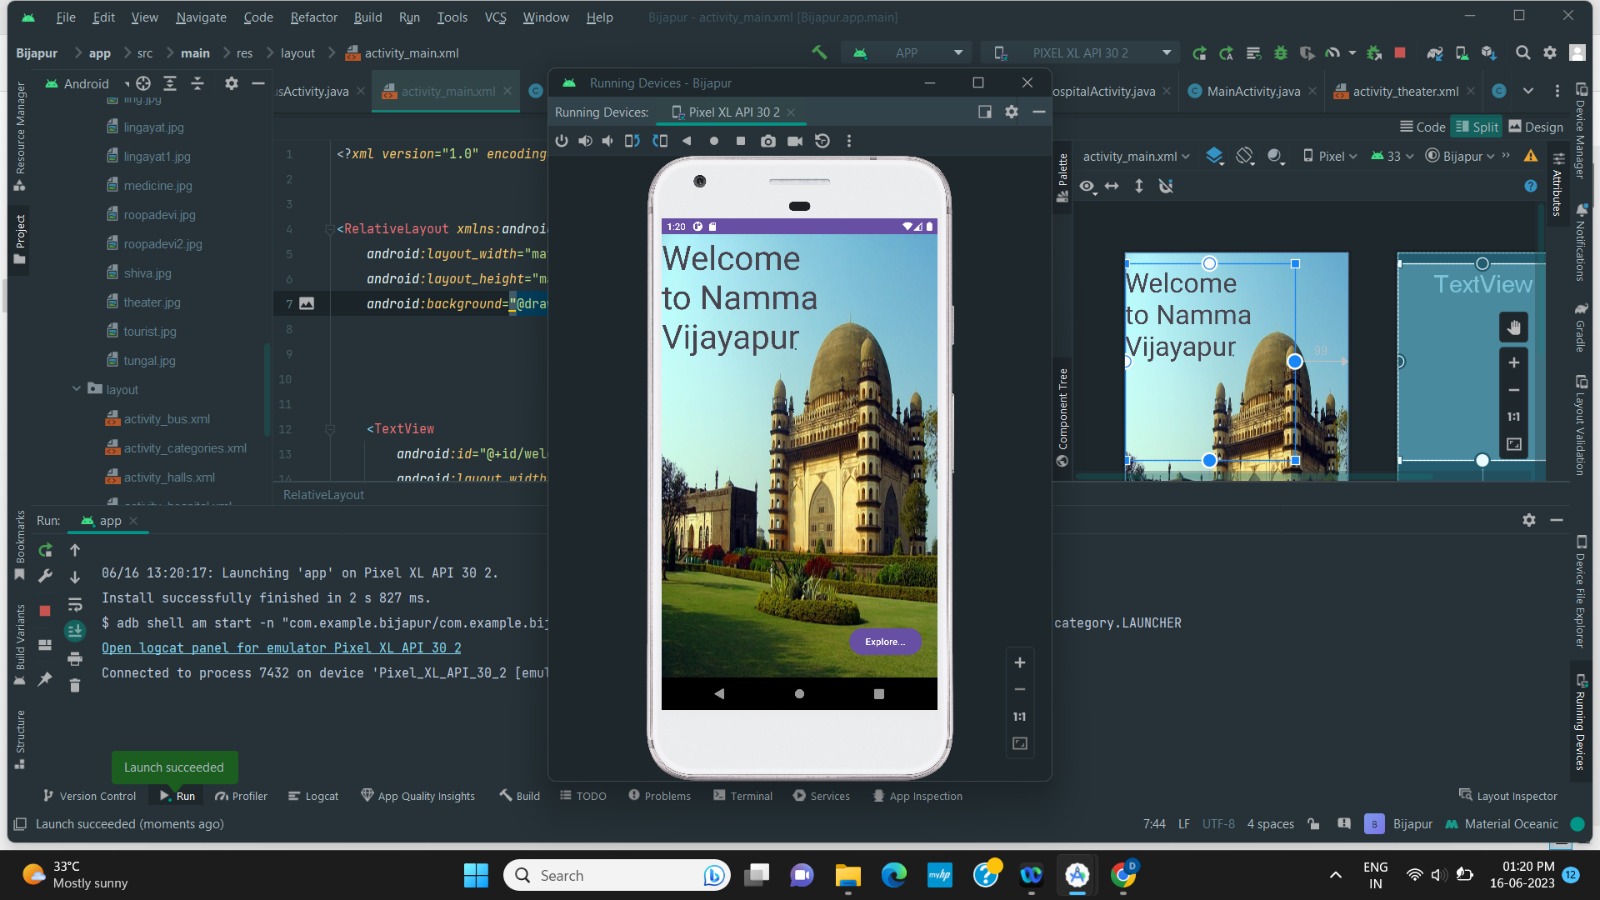 File Edit View Navigate Code Refactor Build Run Tools VCS Window Help Bijapur - activity_main.xml [Bijapur.app.main]
Bijapur app src main res layout activity_main.xml APP PIXEL XL API 30 2
Android
sActivity.java activity_main.xml ospitalActivity.java MainActivity.java activity_theater.xml
Code Split Design
Resource Manager
Project
Bookmarks
Build Variants
Structure
lingayat.jpg
lingayat1.jpg
medicine.jpg
roopadevi.jpg
roopadevi2.jpg
shiva.jpg
theater.jpg
tourist.jpg
tungal.jpg
layout
activity_bus.xml
activity_categories.xml
activity_halls.xml
1 <?xml version="1.0" encoding
2
3
4 <RelativeLayout xmlns:androi
5 android:layout_width="ma
6 android:layout_height="m
7 android:background="@dra
8
9
10
11
12 <TextView
13 android:id="@+id/wel
14 android:layout_width
RelativeLayout
Running Devices - Bijapur
Running Devices: Pixel XL API 30 2
1:20
Welcome
to Namma
Vijayapur
Explore...
1:1
Palette
Component Tree
activity_main.xml Pixel 33 Bijapur
Welcome
to Namma
Vijayapur
99
TextView
1:1
Attributes
Device Manager
Notifications
Gradle
Layout Validation
Device File Explorer
Running Devices
Run: app
06/16 13:20:17: Launching 'app' on Pixel XL API 30 2.
Install successfully finished in 2 s 827 ms.
$ adb shell am start -n "com.example.bijapur/com.example.bij category.LAUNCHER
Open logcat panel for emulator Pixel XL API 30 2
Connected to process 7432 on device 'Pixel_XL_API_30_2 [emul
Launch succeeded
Version Control Run Profiler Logcat App Quality Insights Build TODO Problems Terminal Services App Inspection Layout Inspector
Launch succeeded (moments ago) 7:44 LF UTF-8 4 spaces B Bijapur Material Oceanic
33°C
Mostly sunny
Search
myhp
D
ENG
IN
01:20 PM
16-06-2023
12